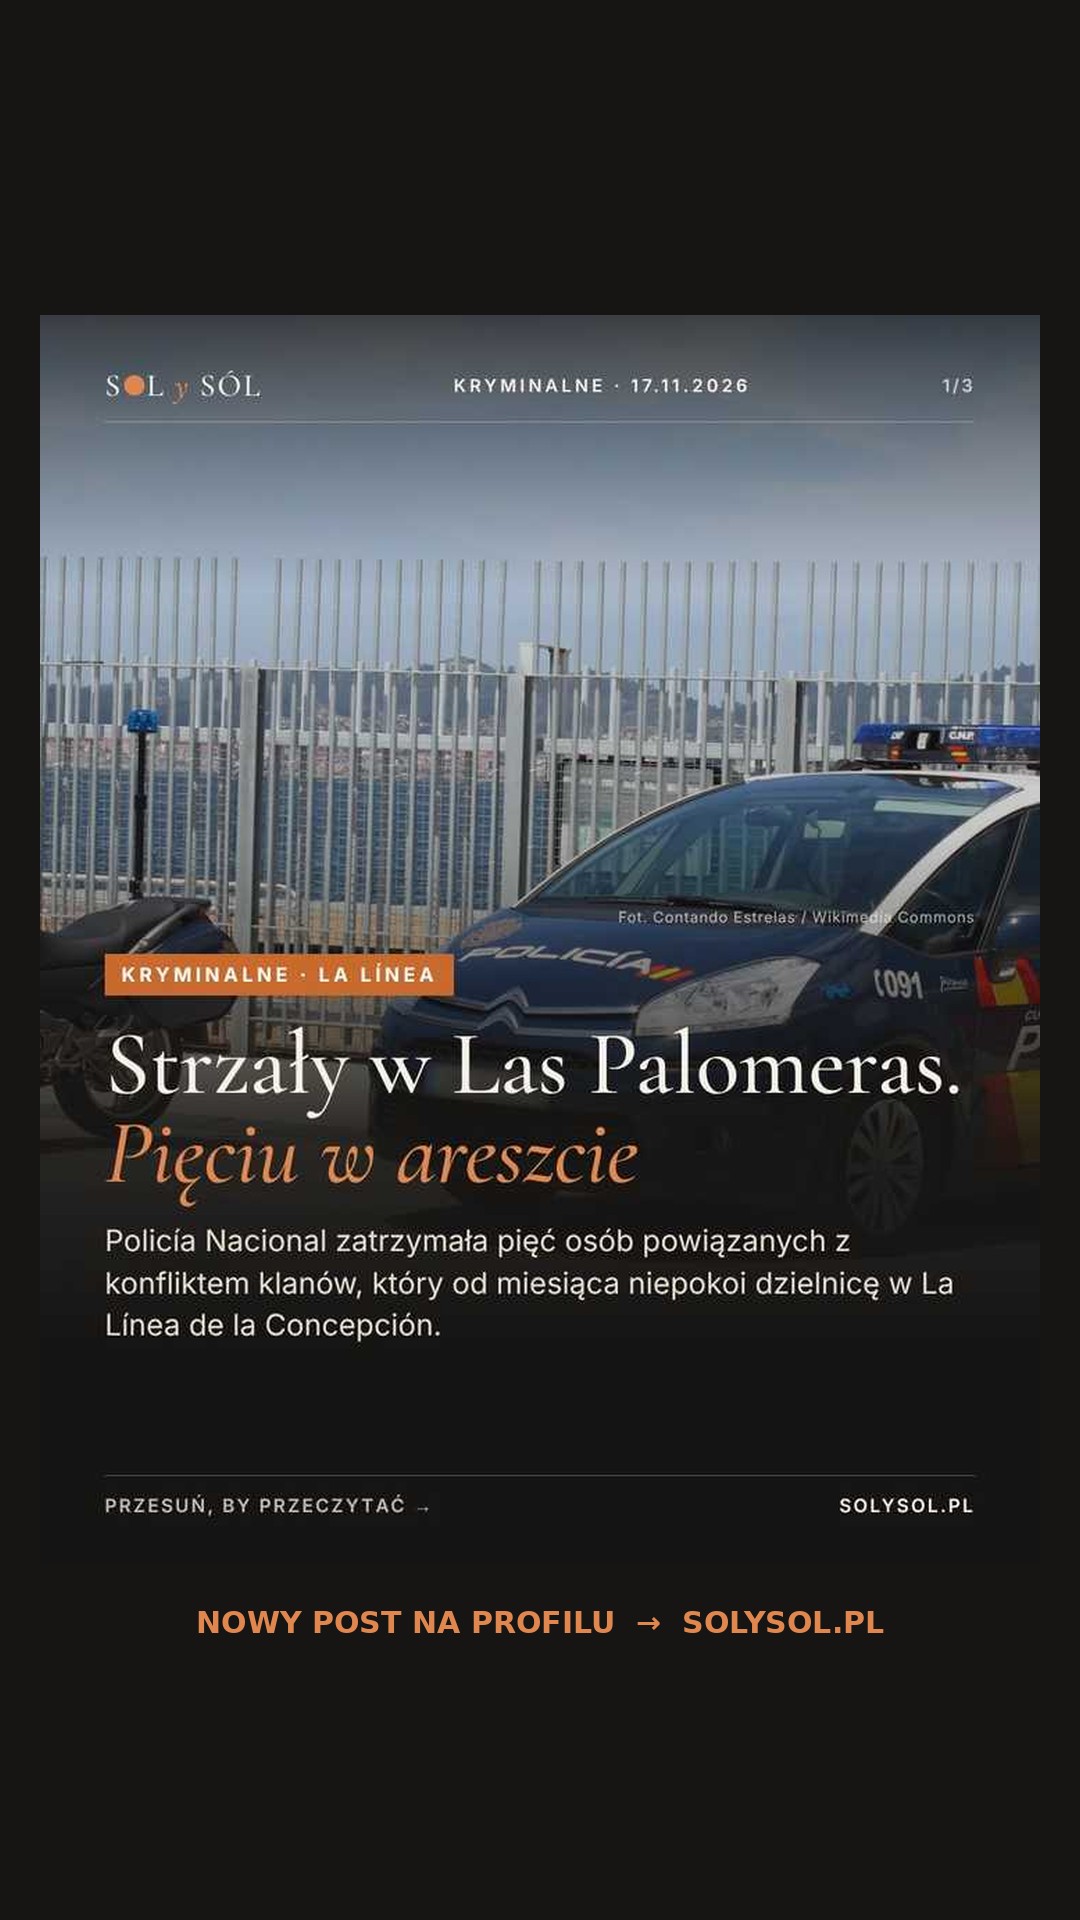 SOL y SÓL
KRYMINALNE · 17.11.2026
1/3
C.N.P.
Fot. Contando Estrelas / Wikimedia Commons
POLICÍA
091
KRYMINALNE · LA LÍNEA
Strzały w Las Palomeras.
Pięciu w areszcie
Policía Nacional zatrzymała pięć osób powiązanych z
konfliktem klanów, który od miesiąca niepokoi dzielnicę w La
Línea de la Concepción.
PRZESUŃ, BY PRZECZYTAĆ →
SOLYSOL.PL
NOWY POST NA PROFILU → SOLYSOL.PL